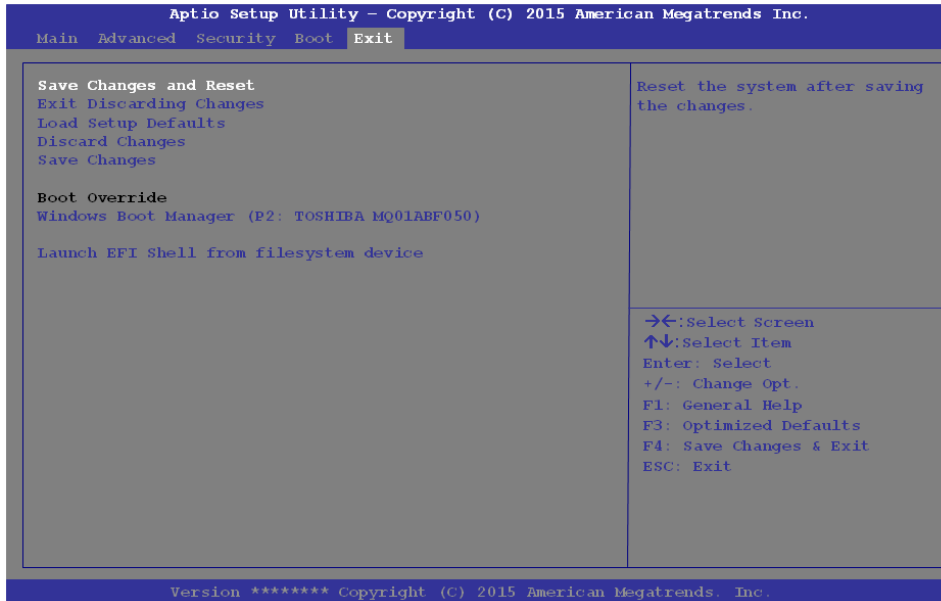 Aptio Setup Utility – Copyright (C) 2015 American Megatrends Inc.
Main Advanced Security Boot Exit
Save Changes and Reset
Exit Discarding Changes
Load Setup Defaults
Discard Changes
Save Changes
Boot Override
Windows Boot Manager (P2: TOSHIBA MQ01ABF050)
Launch EFI Shell from filesystem device
Reset the system after saving
the changes.
→←:Select Screen
↑↓:Select Item
Enter: Select
+/-: Change Opt.
F1: General Help
F3: Optimized Defaults
F4: Save Changes & Exit
ESC: Exit
Version ******** Copyright (C) 2015 American Megatrends. Inc.